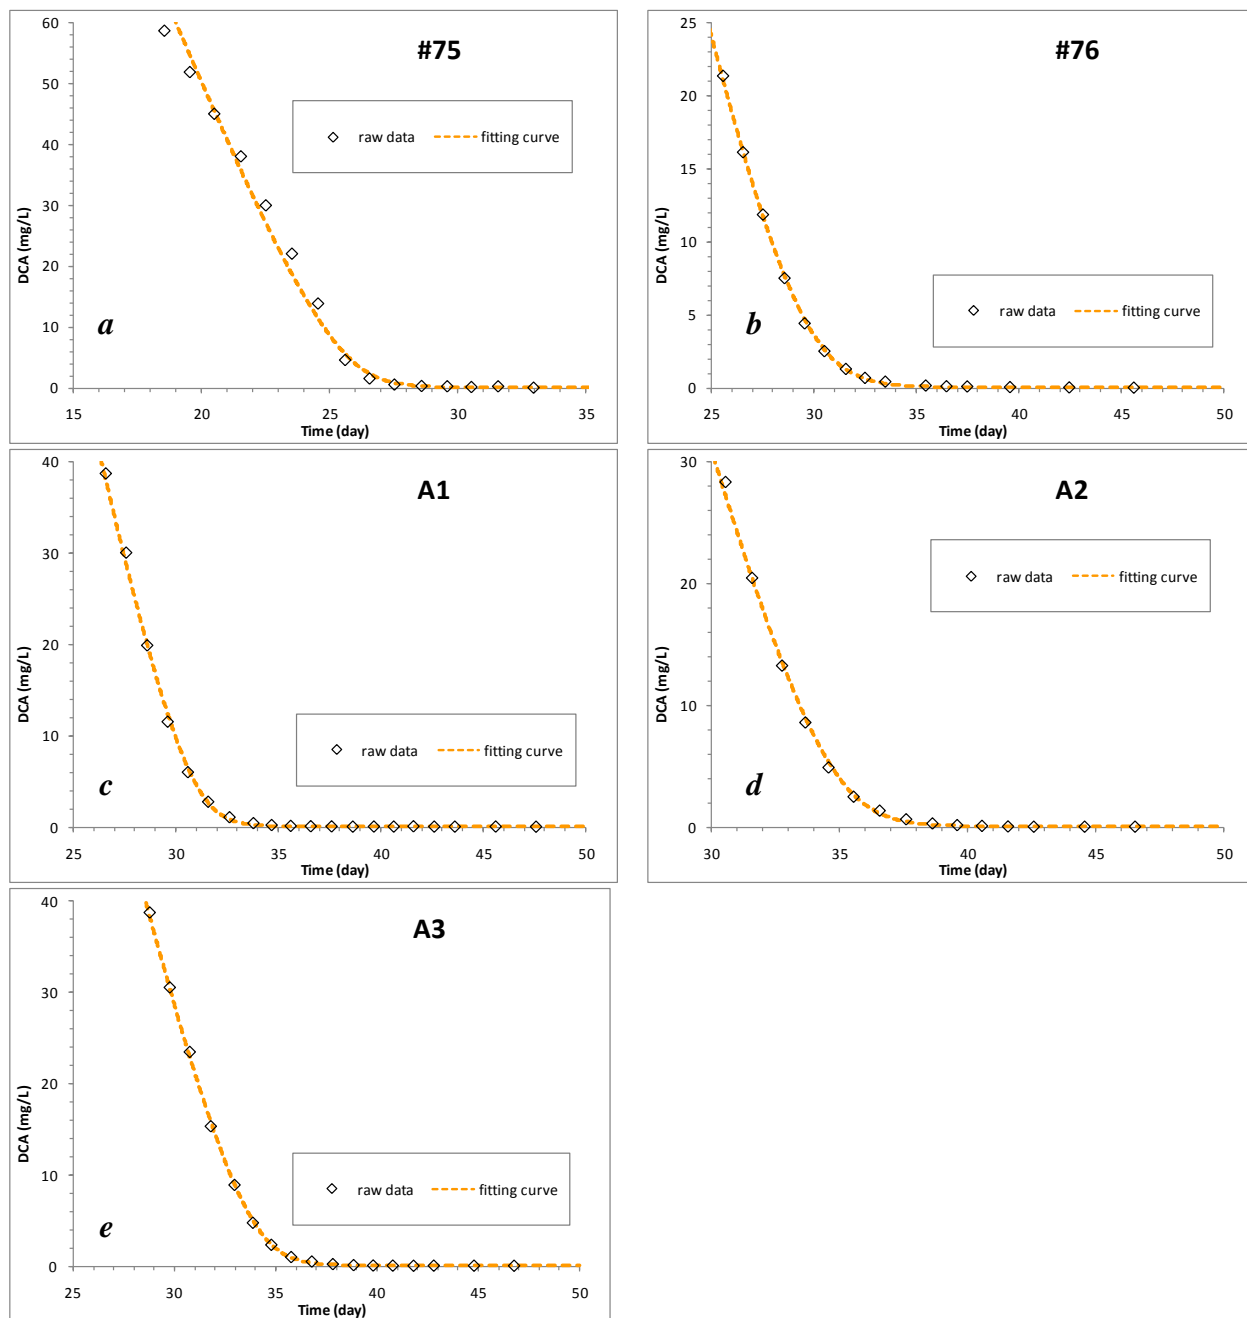 #75
60
50
40
30
20
10
0
DCA (mg/L)
raw data
fitting curve
a
15 20 25 30 35
Time (day)
#76
25
20
15
10
5
0
DCA (mg/L)
raw data
fitting curve
b
25 30 35 40 45 50
Time (day)
A1
40
30
20
10
0
DCA (mg/L)
raw data
fitting curve
c
25 30 35 40 45 50
Time (day)
A2
30
20
10
0
DCA (mg/L)
raw data
fitting curve
d
30 35 40 45 50
Time (day)
A3
40
30
20
10
0
DCA (mg/L)
raw data
fitting curve
e
25 30 35 40 45 50
Time (day)